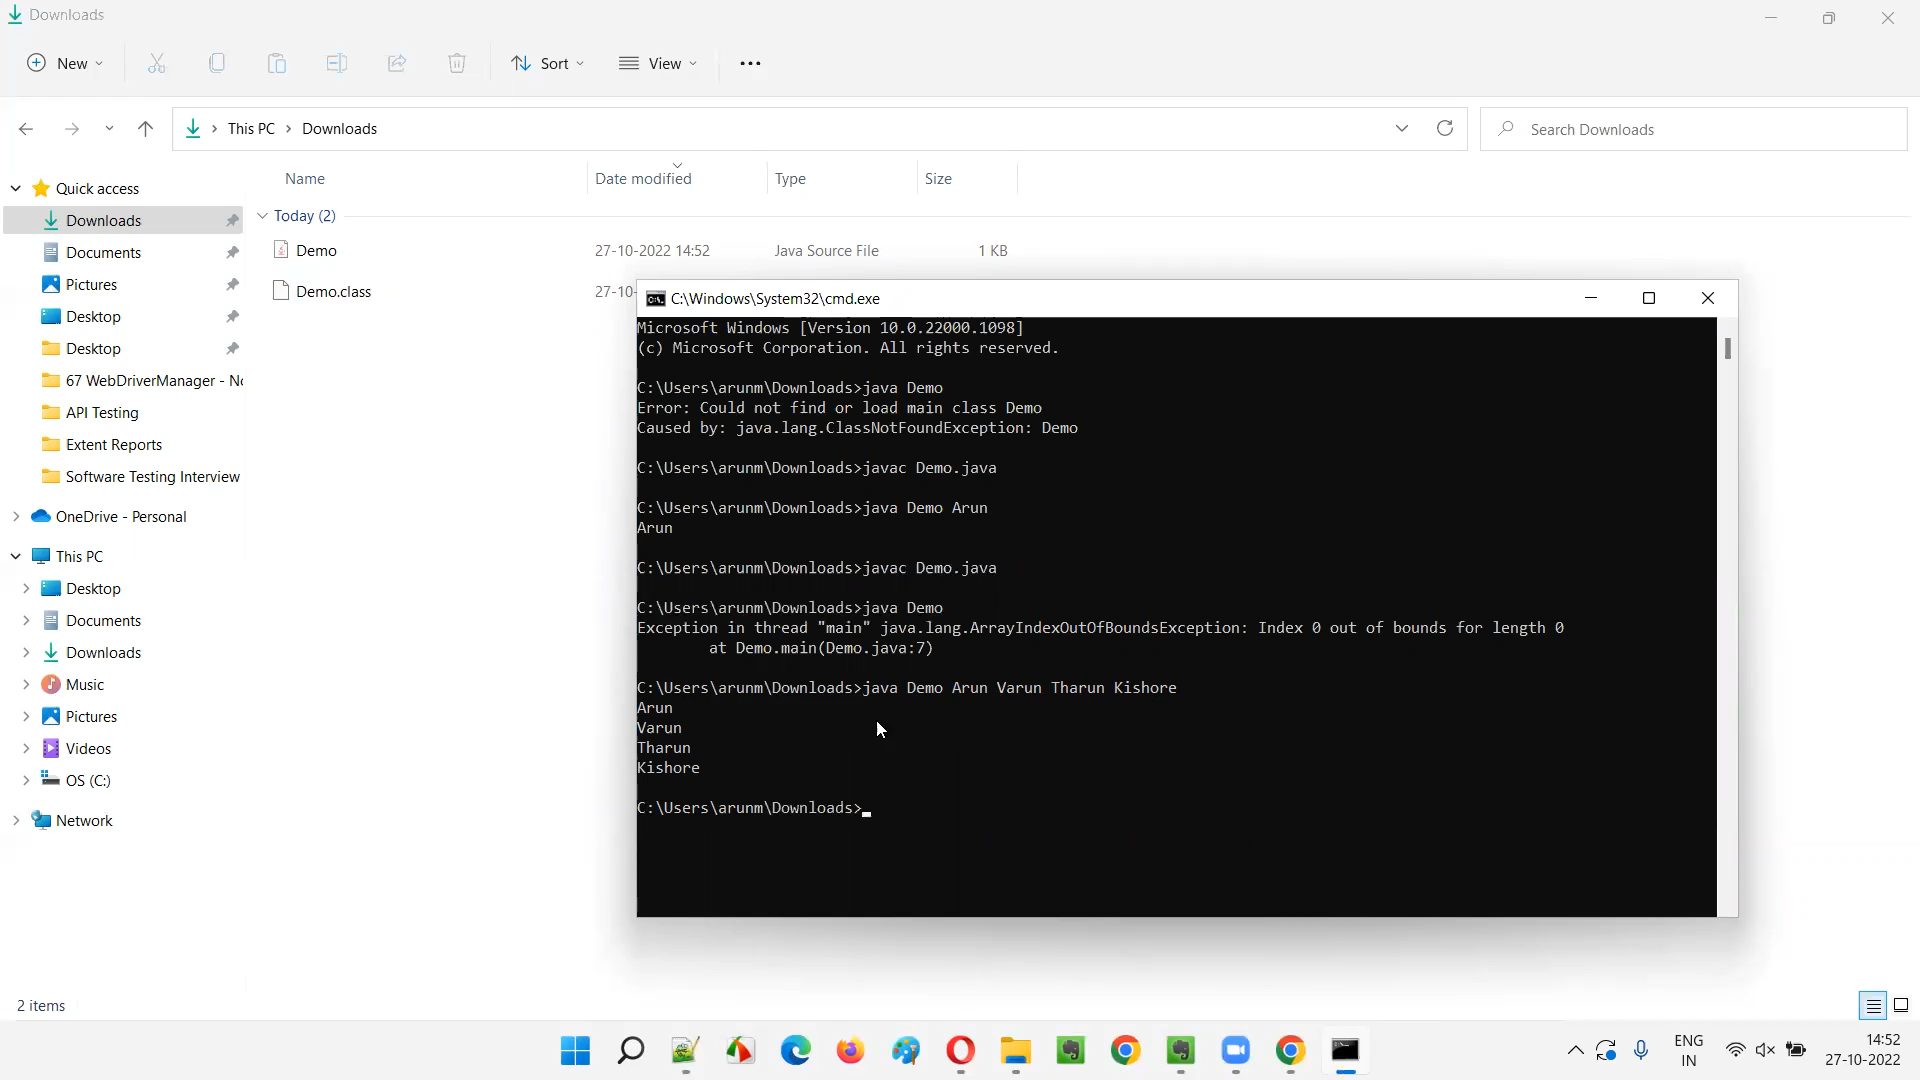 Downloads
New
Sort
View
This PC > Downloads
Search Downloads
Name
Date modified
Type
Size
Quick access
Downloads
Documents
Pictures
Desktop
Desktop
67 WebDriverManager - No
API Testing
Extent Reports
Software Testing Interview
OneDrive - Personal
This PC
Desktop
Documents
Downloads
Music
Pictures
Videos
OS (C:)
Network
Today (2)
Demo 27-10-2022 14:52 Java Source File 1 KB
Demo.class 27-10-
C:\Windows\System32\cmd.exe
Microsoft Windows [Version 10.0.22000.1098]
(c) Microsoft Corporation. All rights reserved.
C:\Users\arunm\Downloads>java Demo
Error: Could not find or load main class Demo
Caused by: java.lang.ClassNotFoundException: Demo
C:\Users\arunm\Downloads>javac Demo.java
C:\Users\arunm\Downloads>java Demo Arun
Arun
C:\Users\arunm\Downloads>javac Demo.java
C:\Users\arunm\Downloads>java Demo
Exception in thread "main" java.lang.ArrayIndexOutOfBoundsException: Index 0 out of bounds for length 0
at Demo.main(Demo.java:7)
C:\Users\arunm\Downloads>java Demo Arun Varun Tharun Kishore
Arun
Varun
Tharun
Kishore
C:\Users\arunm\Downloads>
2 items
ENG
IN
14:52
27-10-2022